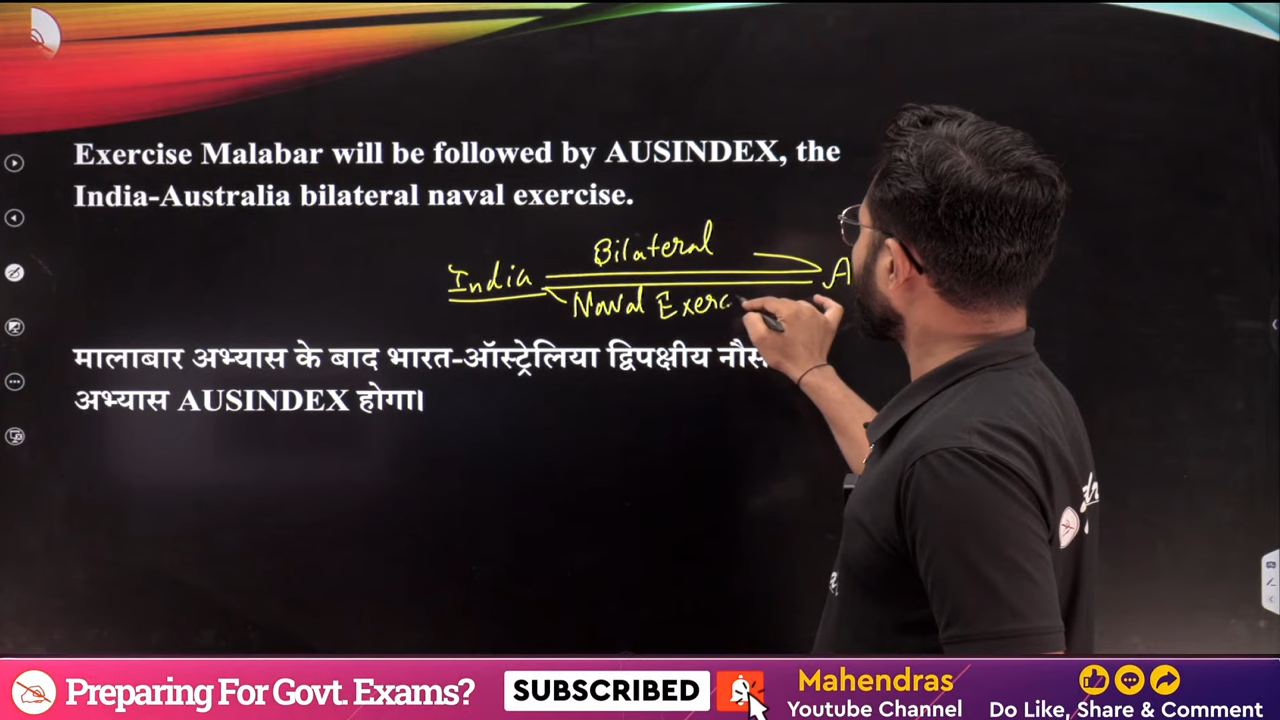 Exercise Malabar will be followed by AUSINDEX, the
India-Australia bilateral naval exercise.
Bilateral
India A
Naval Exerc
मालाबार अभ्यास के बाद भारत-ऑस्ट्रेलिया द्विपक्षीय नौस
अभ्यास AUSINDEX होगा।
Preparing For Govt. Exams?
SUBSCRIBED
Mahendras
Youtube Channel
Do Like, Share & Comment